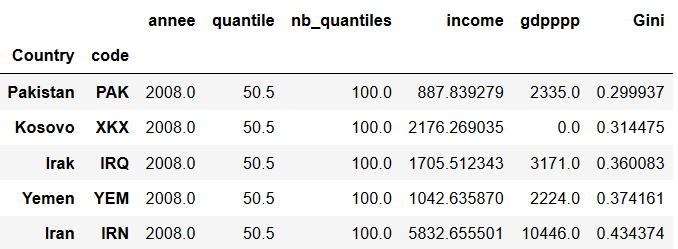 annee quantile nb_quantiles income gdpppp Gini
Country code
Pakistan PAK 2008.0 50.5 100.0 887.839279 2335.0 0.299937
Kosovo XKX 2008.0 50.5 100.0 2176.269035 0.0 0.314475
Irak IRQ 2008.0 50.5 100.0 1705.512343 3171.0 0.360083
Yemen YEM 2008.0 50.5 100.0 1042.635870 2224.0 0.374161
Iran IRN 2008.0 50.5 100.0 5832.655501 10446.0 0.434374